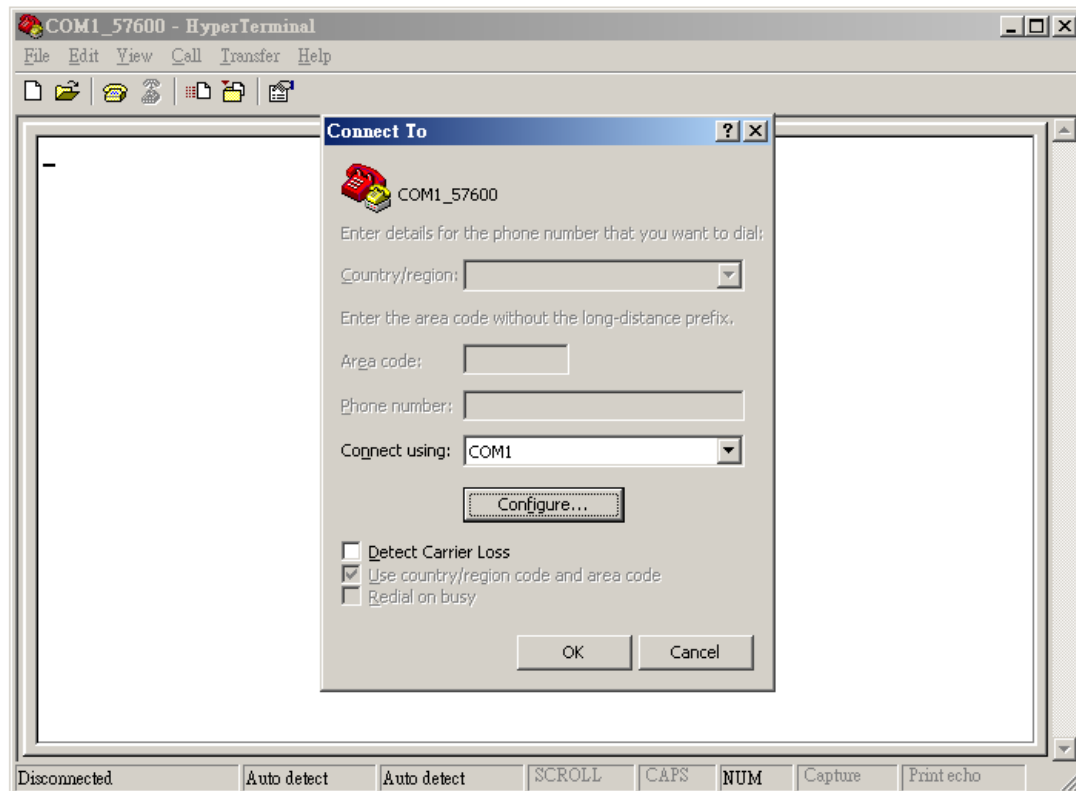 COM1_57600 - HyperTerminal
File Edit View Call Transfer Help
Connect To
COM1_57600
Enter details for the phone number that you want to dial:
Country/region:
Enter the area code without the long-distance prefix.
Area code:
Phone number:
Connect using: COM1
Configure...
Detect Carrier Loss
Use country/region code and area code
Redial on busy
OK Cancel
Disconnected Auto detect Auto detect SCROLL CAPS NUM Capture Print echo